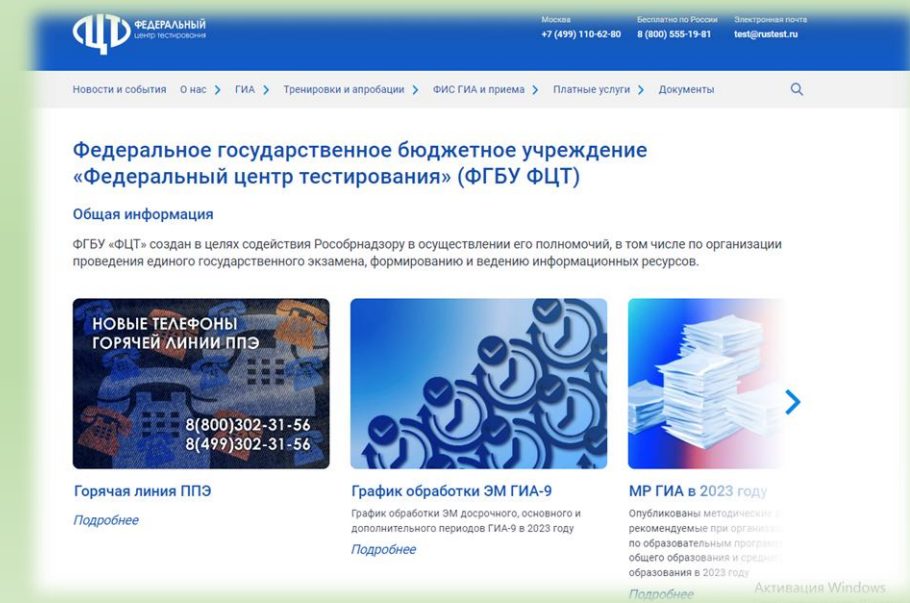 ФЕДЕРАЛЬНЫЙ
центр тестирования
Москва
+7 (499) 110-62-80
Бесплатно по России
8 (800) 555-19-81
Электронная почта
test@rustest.ru
Новости и события О нас ГИА Тренировки и апробации ФИС ГИА и приема Платные услуги Документы
Федеральное государственное бюджетное учреждение
«Федеральный центр тестирования» (ФГБУ ФЦТ)
Общая информация
ФГБУ «ФЦТ» создан в целях содействия Рособрнадзору в осуществлении его полномочий, в том числе по организации
проведения единого государственного экзамена, формированию и ведению информационных ресурсов.
НОВЫЕ ТЕЛЕФОНЫ
ГОРЯЧЕЙ ЛИНИИ ППЭ
8(800)302-31-56
8(499)302-31-56
Горячая линия ППЭ
Подробнее
График обработки ЭМ ГИА-9
График обработки ЭМ досрочного, основного и
дополнительного периодов ГИА-9 в 2023 году
Подробнее
МР ГИА в 2023 году
Опубликованы методические
рекомендуемые при
по образовательным
общего образования и
образования в 2023 году
Подробнее
Активация Windows